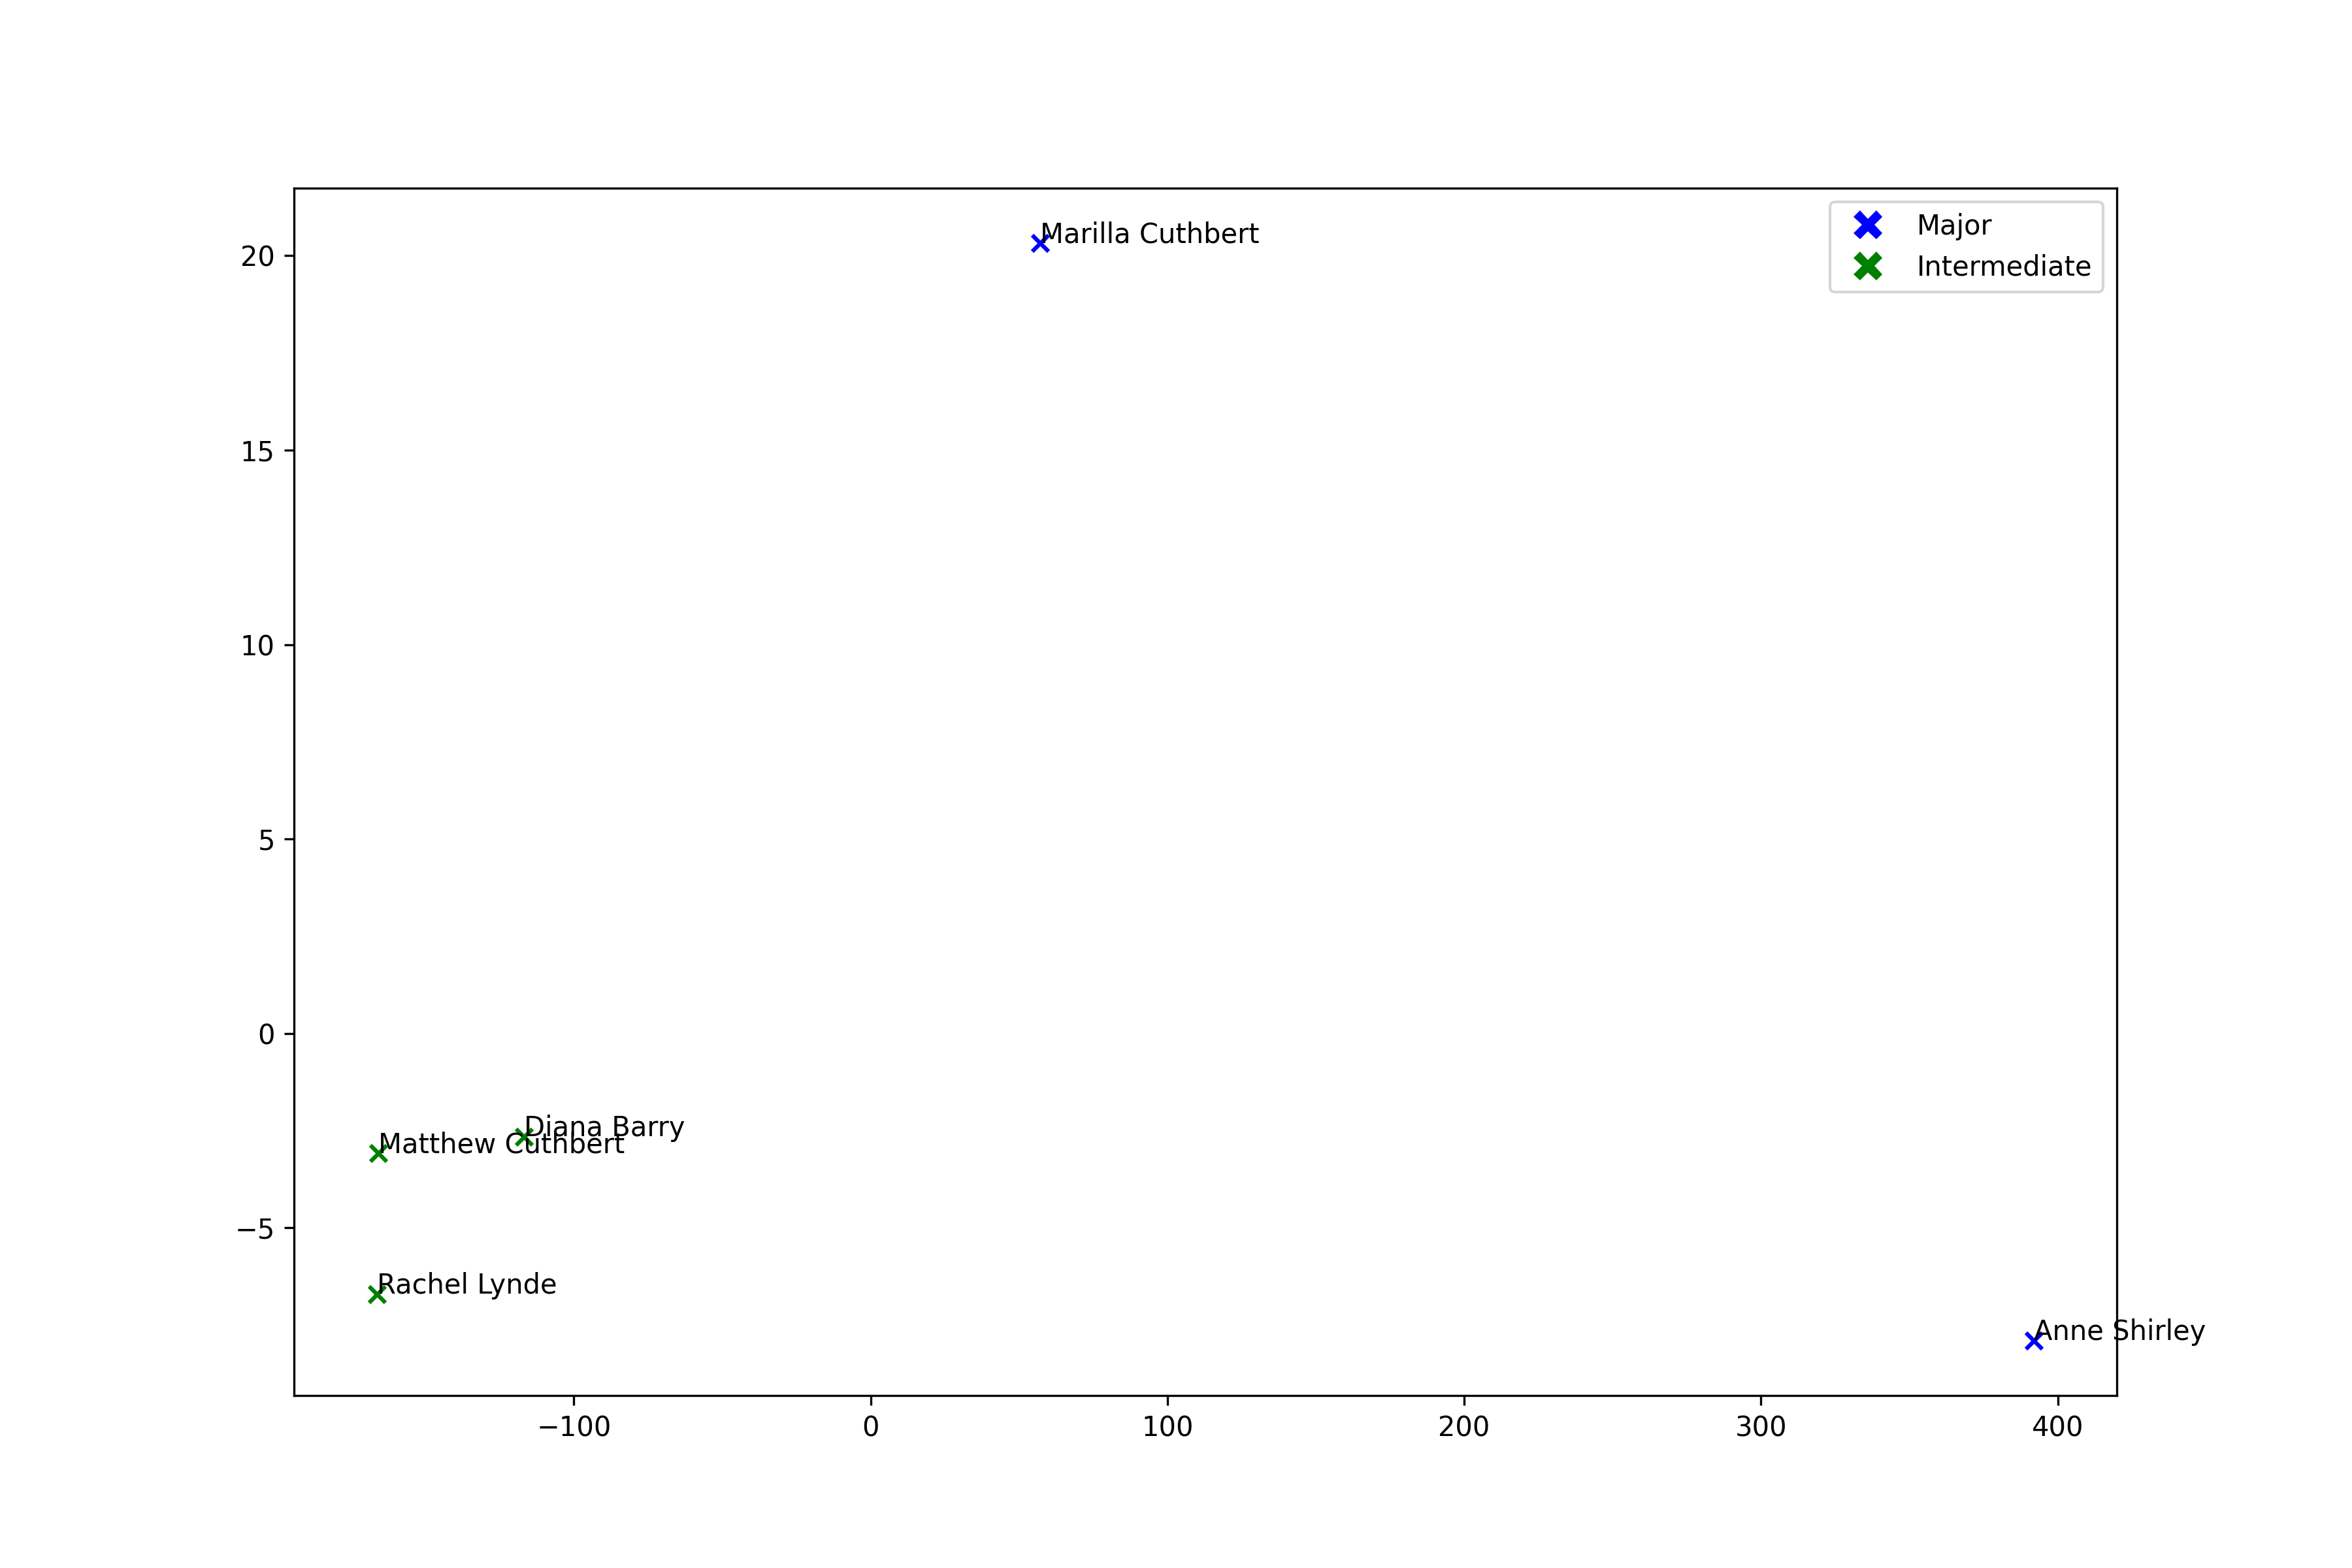 Marilla Cuthbert
Major
Intermediate
20
15
10
5
0
Diana Barry
Matthew Cuthbert
−5
Rachel Lynde
Anne Shirley
−100 0 100 200 300 400